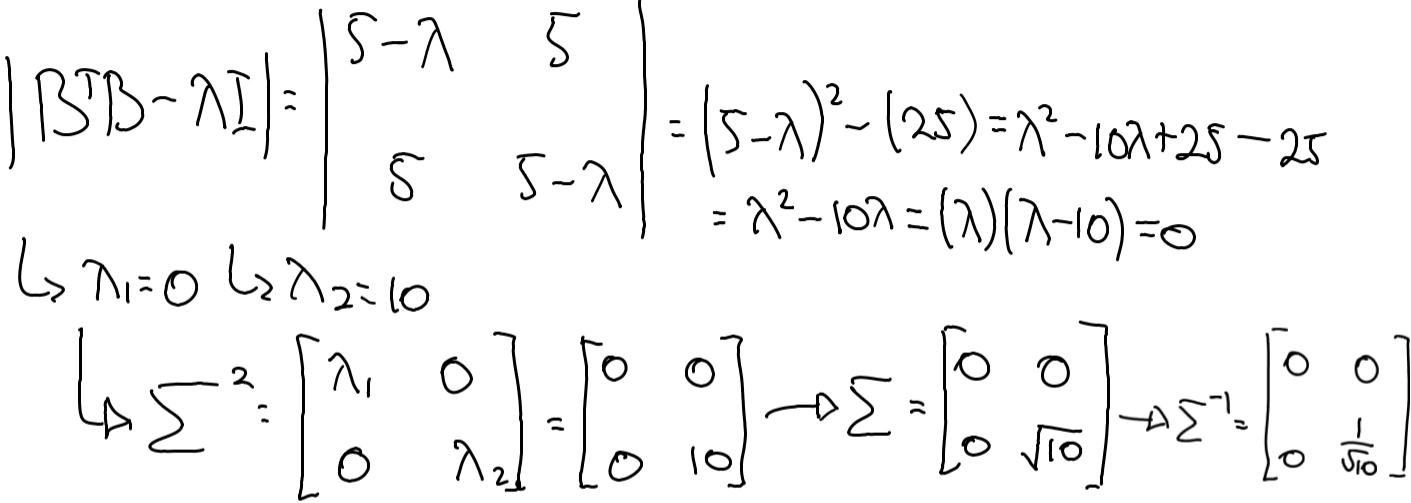 |BᵀB-λI| = |5-λ 5; 5 5-λ| = (5-λ)²-(25) = λ²-10λ+25-25
= λ²-10λ = (λ)(λ-10) = 0
↳ λ₁=0 ↳ λ₂=10
↳ Σ² = [λ₁ 0; 0 λ₂] = [0 0; 0 10] → Σ = [0 0; 0 √10] → Σ⁻¹ = [0 0; 0 1/√10]